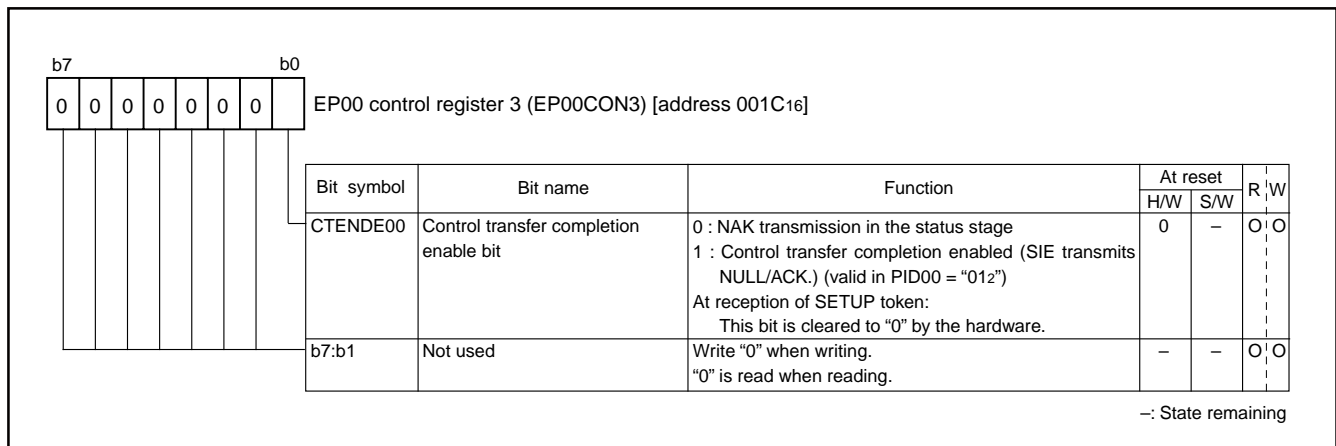 b7 b0
0 0 0 0 0 0 0
EP00 control register 3 (EP00CON3) [address 001C16]
Bit symbol Bit name Function At reset R W
H/W S/W
CTENDE00 Control transfer completion enable bit
0 : NAK transmission in the status stage
1 : Control transfer completion enabled (SIE transmits
NULL/ACK.) (valid in PID00 = “012”)
At reception of SETUP token:
This bit is cleared to “0” by the hardware.
0 – O O
b7:b1 Not used
Write “0” when writing.
“0” is read when reading.
– – O O
–: State remaining